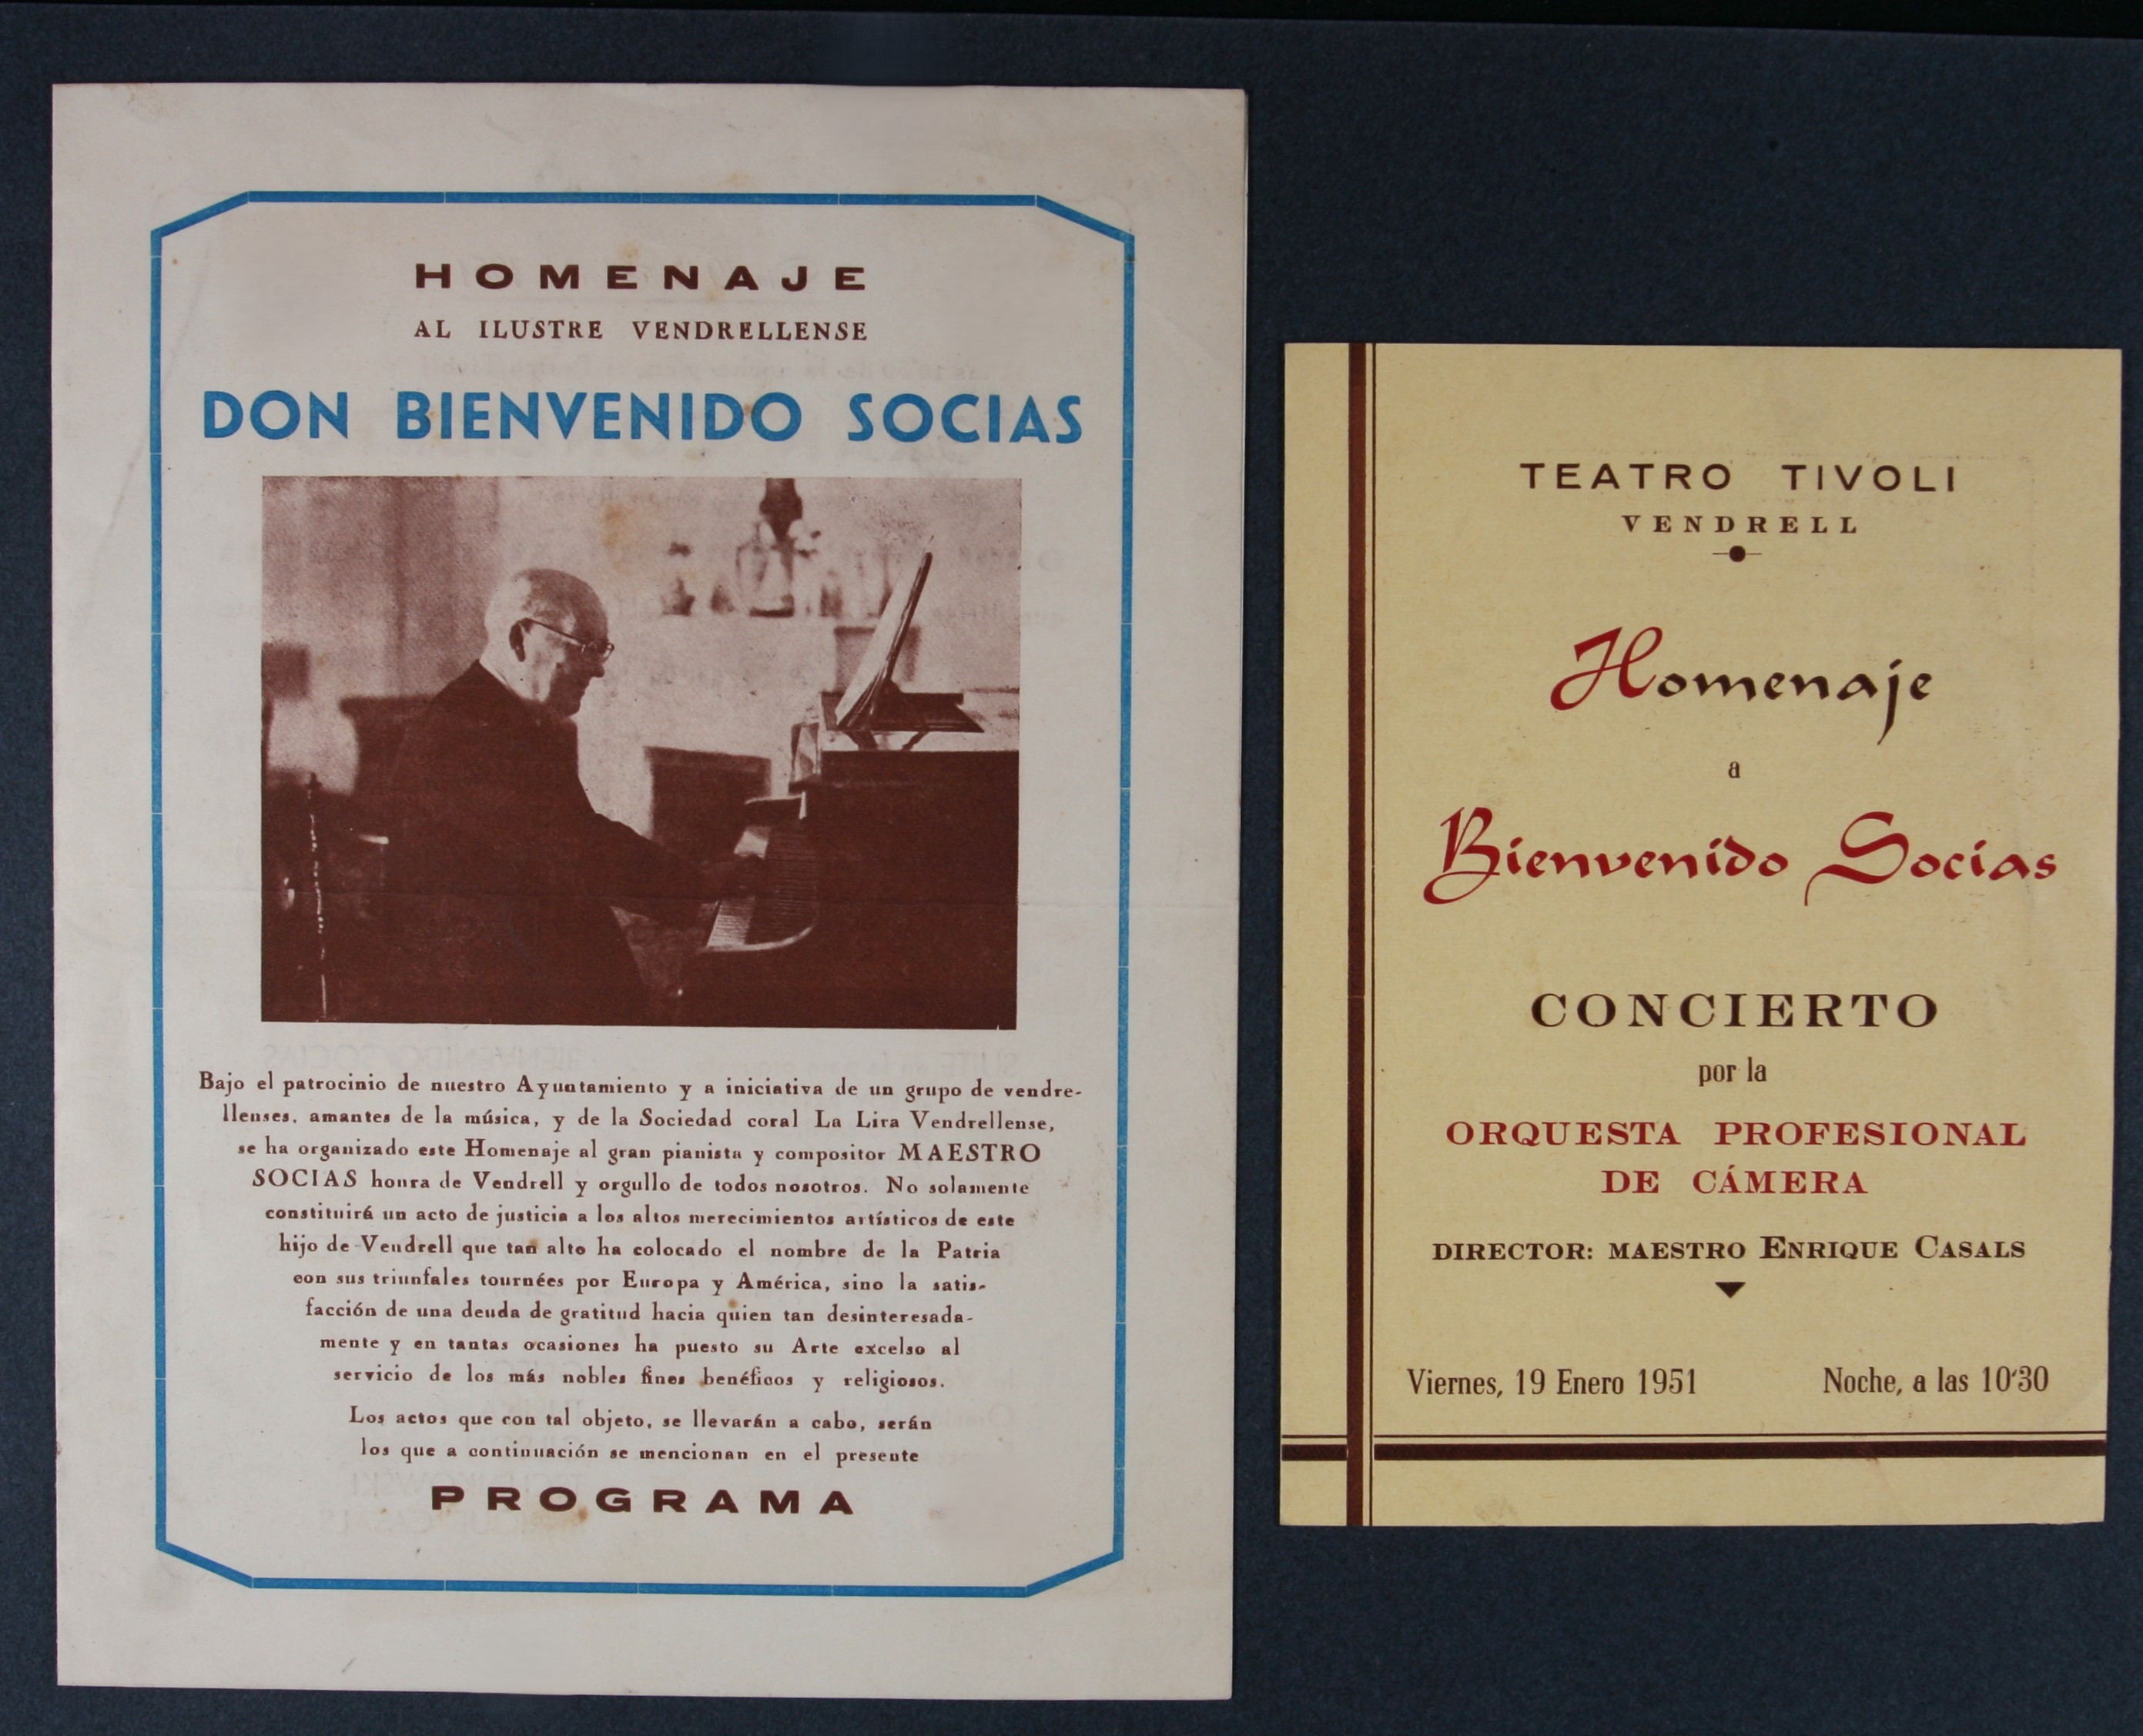 HOMENAJE
AL ILUSTRE VENDRELLENSE
DON BIENVENIDO SOCIAS
Bajo el patrocinio de nuestro Ayuntamiento y a iniciativa de un grupo de vendre-
llenses, amantes de la música, y de la Sociedad coral La Lira Vendrellense,
se ha organizado este Homenaje al gran pianista y compositor MAESTRO
SOCIAS honra de Vendrell y orgullo de todos nosotros. No solamente
constituirá un acto de justicia a los altos merecimientos artísticos de este
hijo de Vendrell que tan alto ha colocado el nombre de la Patria
con sus triunfales tournées por Europa y América, sino la satis-
facción de una deuda de gratitud hacia quien tan desinteresada-
mente y en tantas ocasiones ha puesto su Arte excelso al
servicio de los más nobles fines benéficos y religiosos.
Los actos que con tal objeto, se llevarán a cabo, serán
los que a continuación se mencionan en el presente
PROGRAMA
TEATRO TIVOLI
VENDRELL
Homenaje
a
Bienvenido Socías
CONCIERTO
por la
ORQUESTA PROFESIONAL
DE CÁMERA
DIRECTOR: MAESTRO ENRIQUE CASALS
Viernes, 19 Enero 1951 Noche, a las 10'30